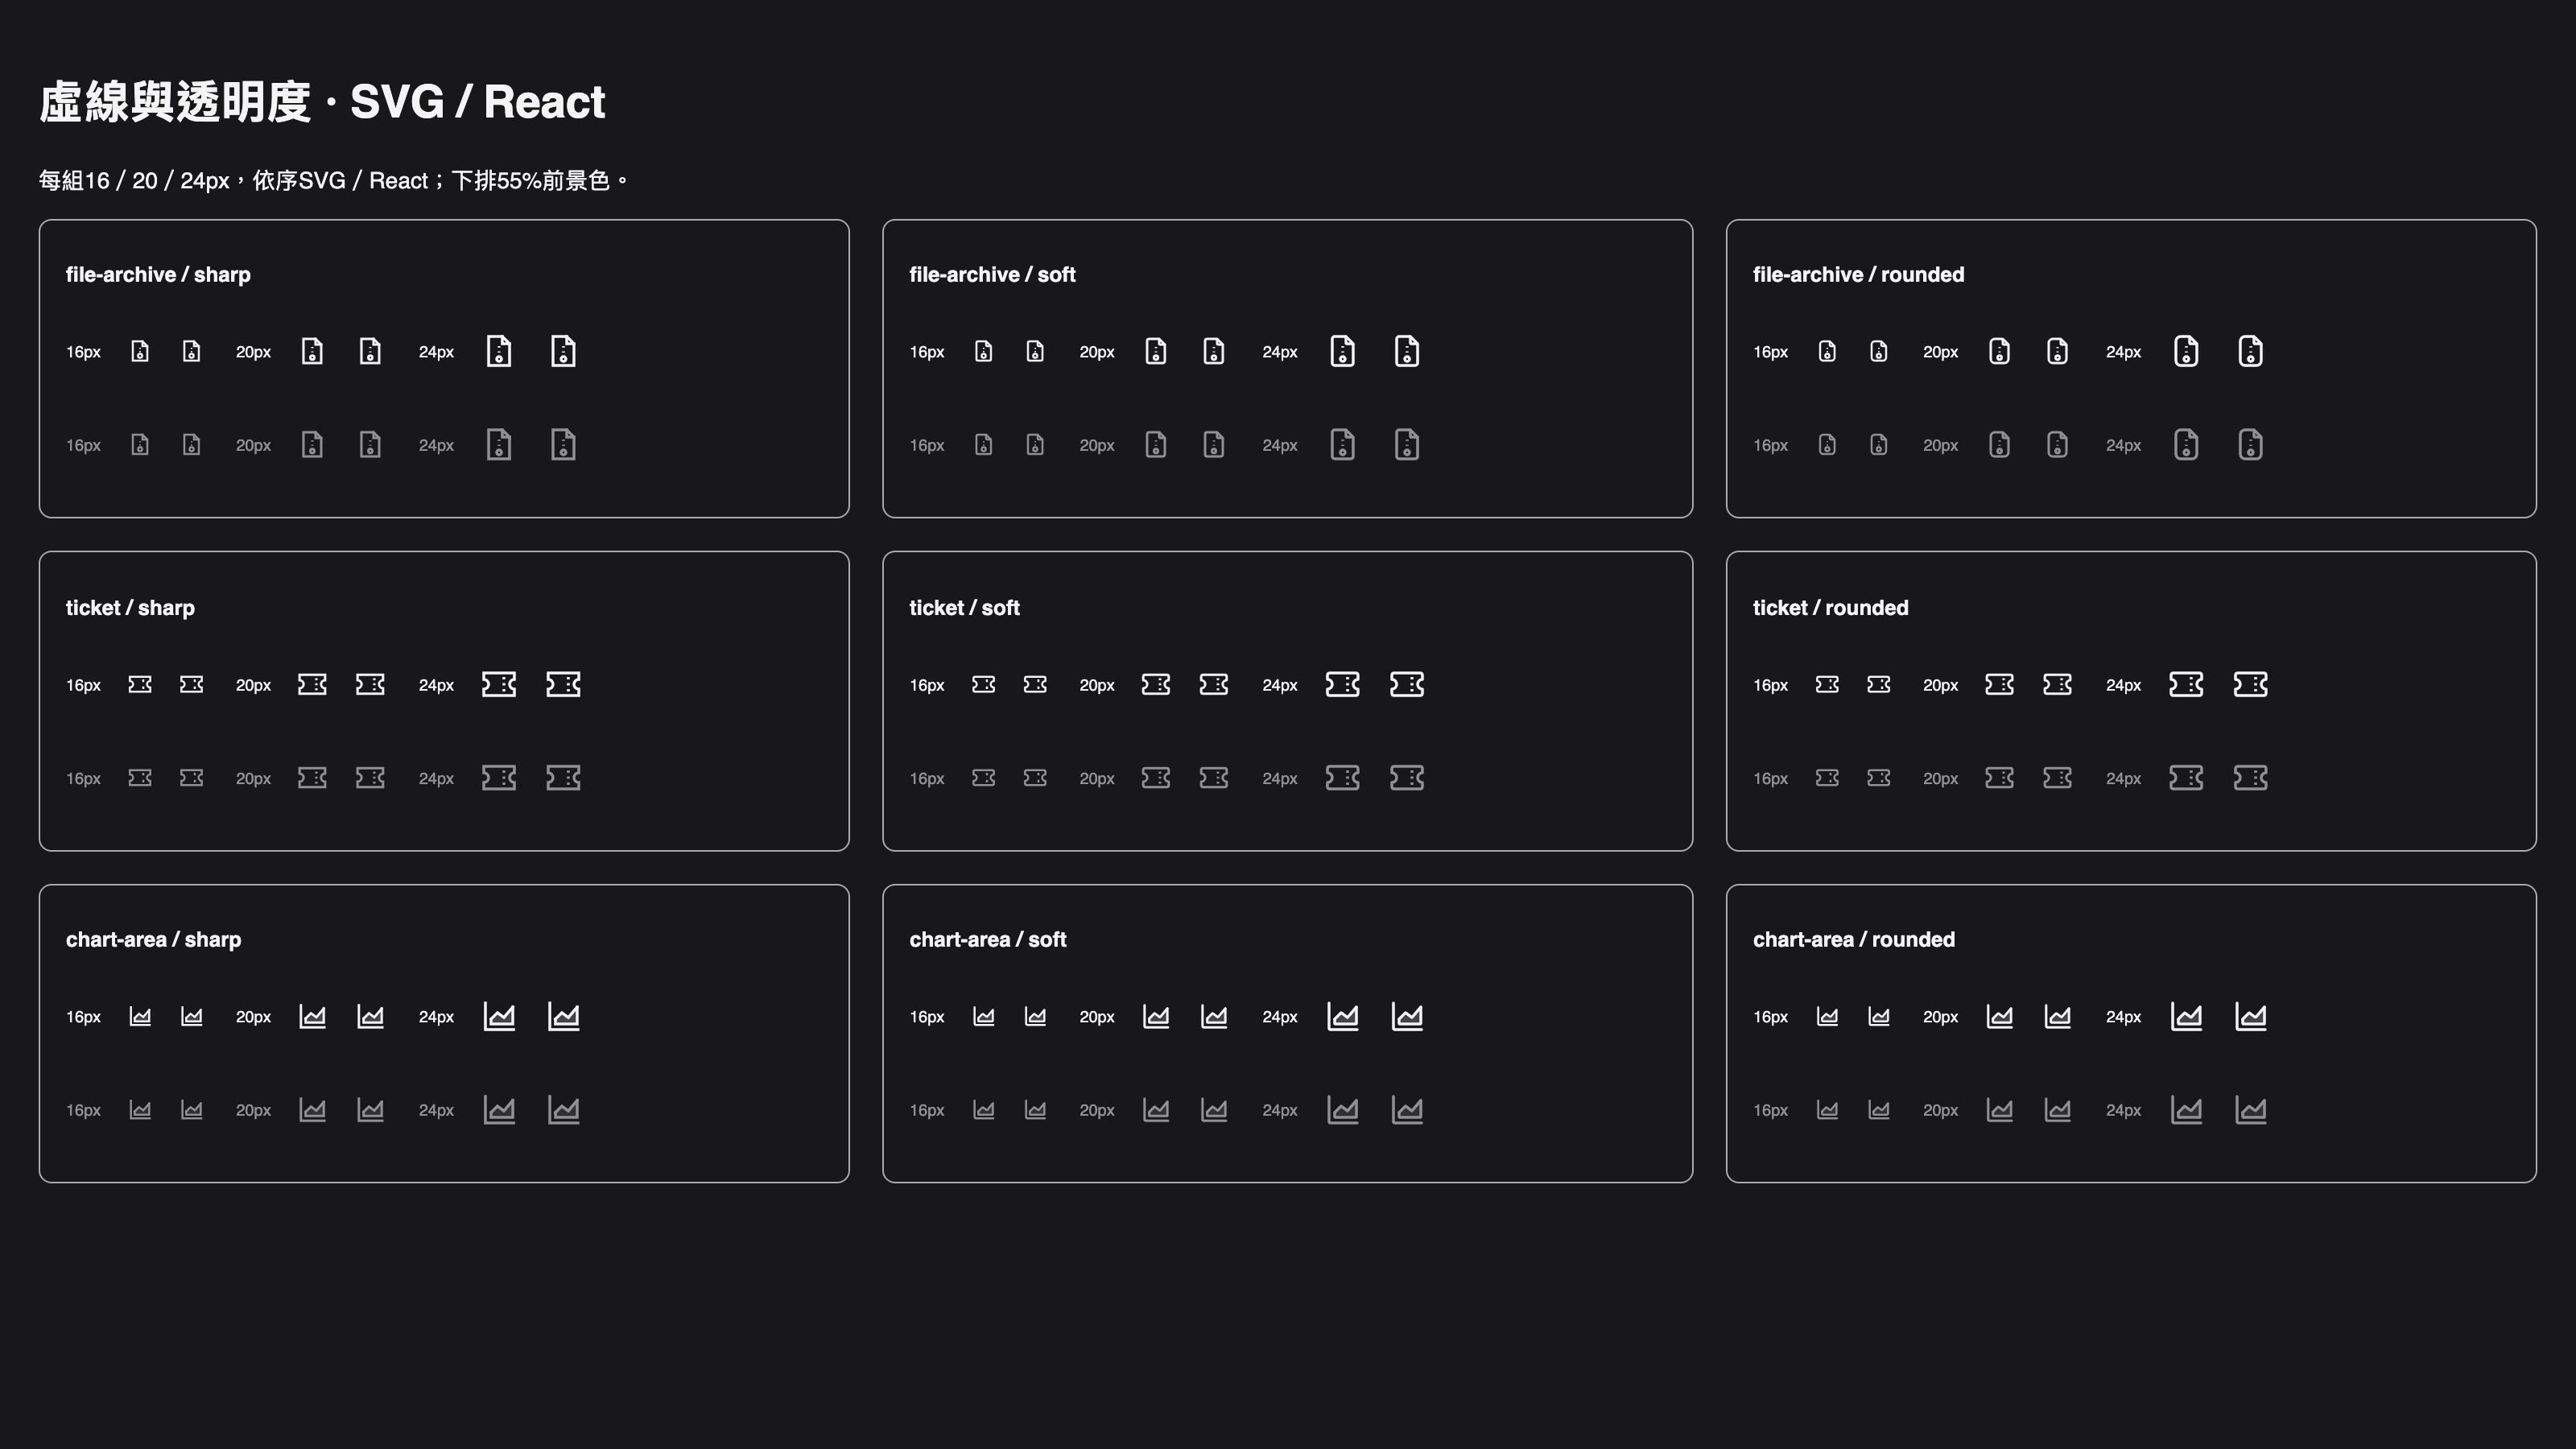 虛線與透明度 · SVG / React
每組16 / 20 / 24px，依序SVG / React；下排55%前景色。
file-archive / sharp
16px 20px 24px
16px 20px 24px
file-archive / soft
16px 20px 24px
16px 20px 24px
file-archive / rounded
16px 20px 24px
16px 20px 24px
ticket / sharp
16px 20px 24px
16px 20px 24px
ticket / soft
16px 20px 24px
16px 20px 24px
ticket / rounded
16px 20px 24px
16px 20px 24px
chart-area / sharp
16px 20px 24px
16px 20px 24px
chart-area / soft
16px 20px 24px
16px 20px 24px
chart-area / rounded
16px 20px 24px
16px 20px 24px